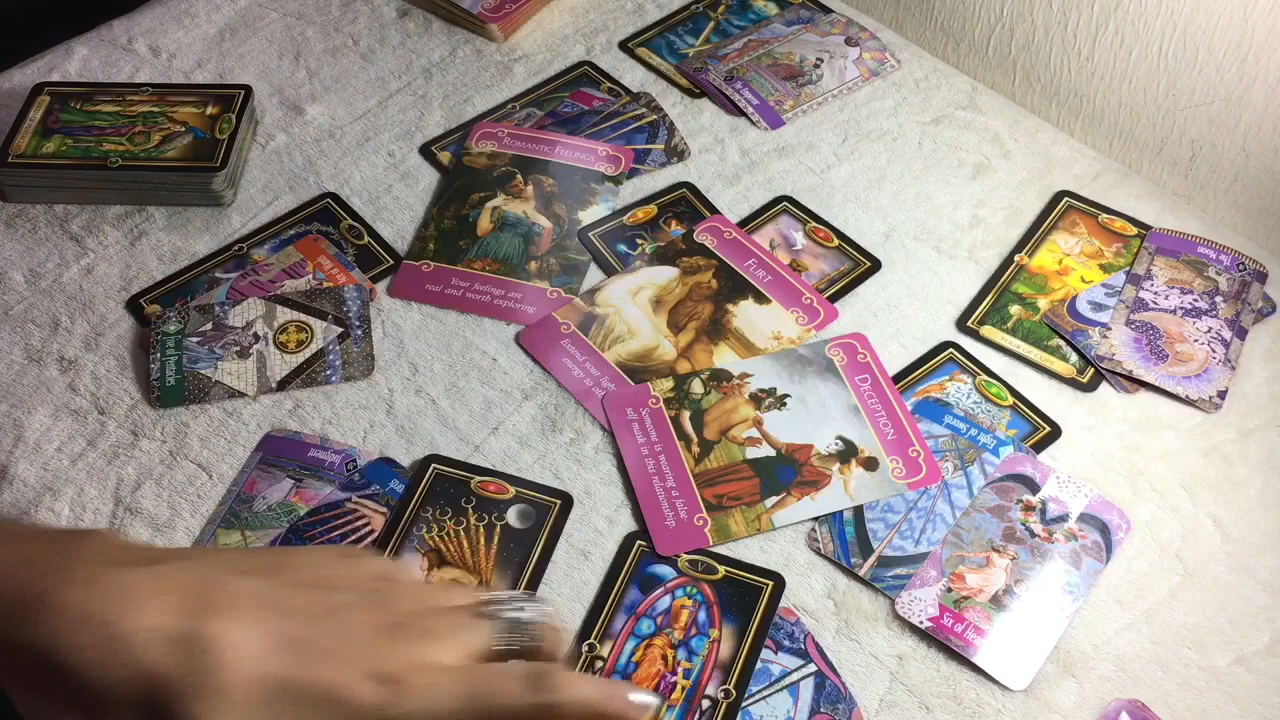 The Emperor
ROMANTIC FEELINGS
Your feelings are
real and worth exploring.
FLIRT
Extend your light
energy to
DECEPTION
Someone is wearing a false-
self mask in this relationship.
The Moon
FOUR OF CUPS
Eight of Swords
Six of
Five of Pentacles
Judgment
V